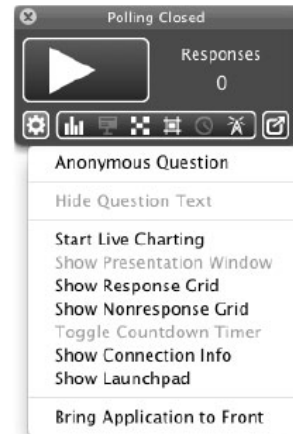 Polling Closed
Responses
0
Anonymous Question
Hide Question Text
Start Live Charting
Show Presentation Window
Show Response Grid
Show Nonresponse Grid
Toggle Countdown Timer
Show Connection Info
Show Launchpad
Bring Application to Front